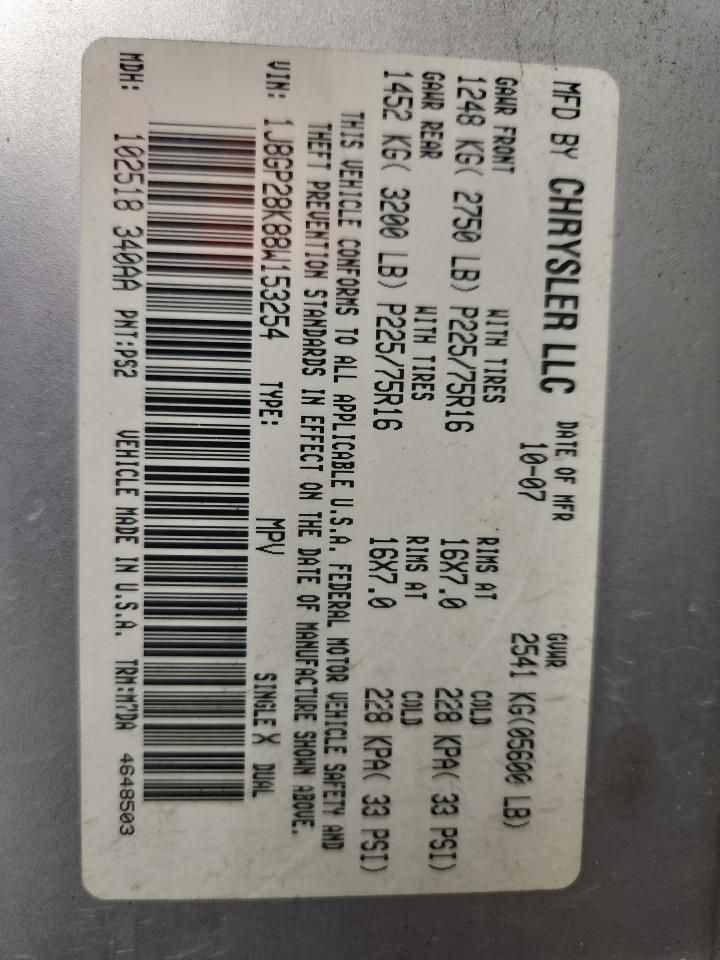 MFD BY CHRYSLER LLC DATE OF MFR GVWR
10-07 2541 KG(05600 LB)
GAWR FRONT WITH TIRES RIMS AT COLD
1248 KG( 2750 LB) P225/75R16 16X7.0 228 KPA( 33 PSI)
GAWR REAR WITH TIRES RIMS AT COLD
1452 KG( 3200 LB) P225/75R16 16X7.0 228 KPA( 33 PSI)
THIS VEHICLE CONFORMS TO ALL APPLICABLE U.S.A. FEDERAL MOTOR VEHICLE SAFETY AND
THEFT PREVENTION STANDARDS IN EFFECT ON THE DATE OF MANUFACTURE SHOWN ABOVE.
VIN: 1J8GP28K88W153254 TYPE: MPV SINGLE X DUAL
MDH: 102518 340AA PNT:PS2 VEHICLE MADE IN U.S.A. TRM:M7DA 4648503